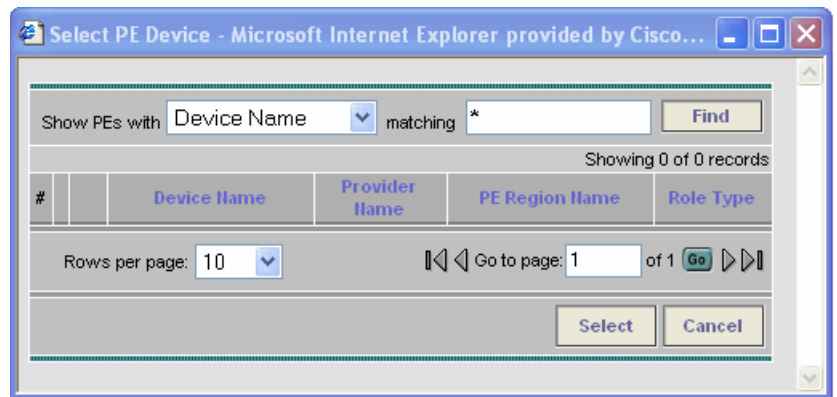 Select PE Device - Microsoft Internet Explorer provided by Cisco...
Show PEs with Device Name matching * Find
Showing 0 of 0 records
# Device Name Provider Name PE Region Name Role Type
Rows per page: 10 Go to page: 1 of 1 Go
Select Cancel